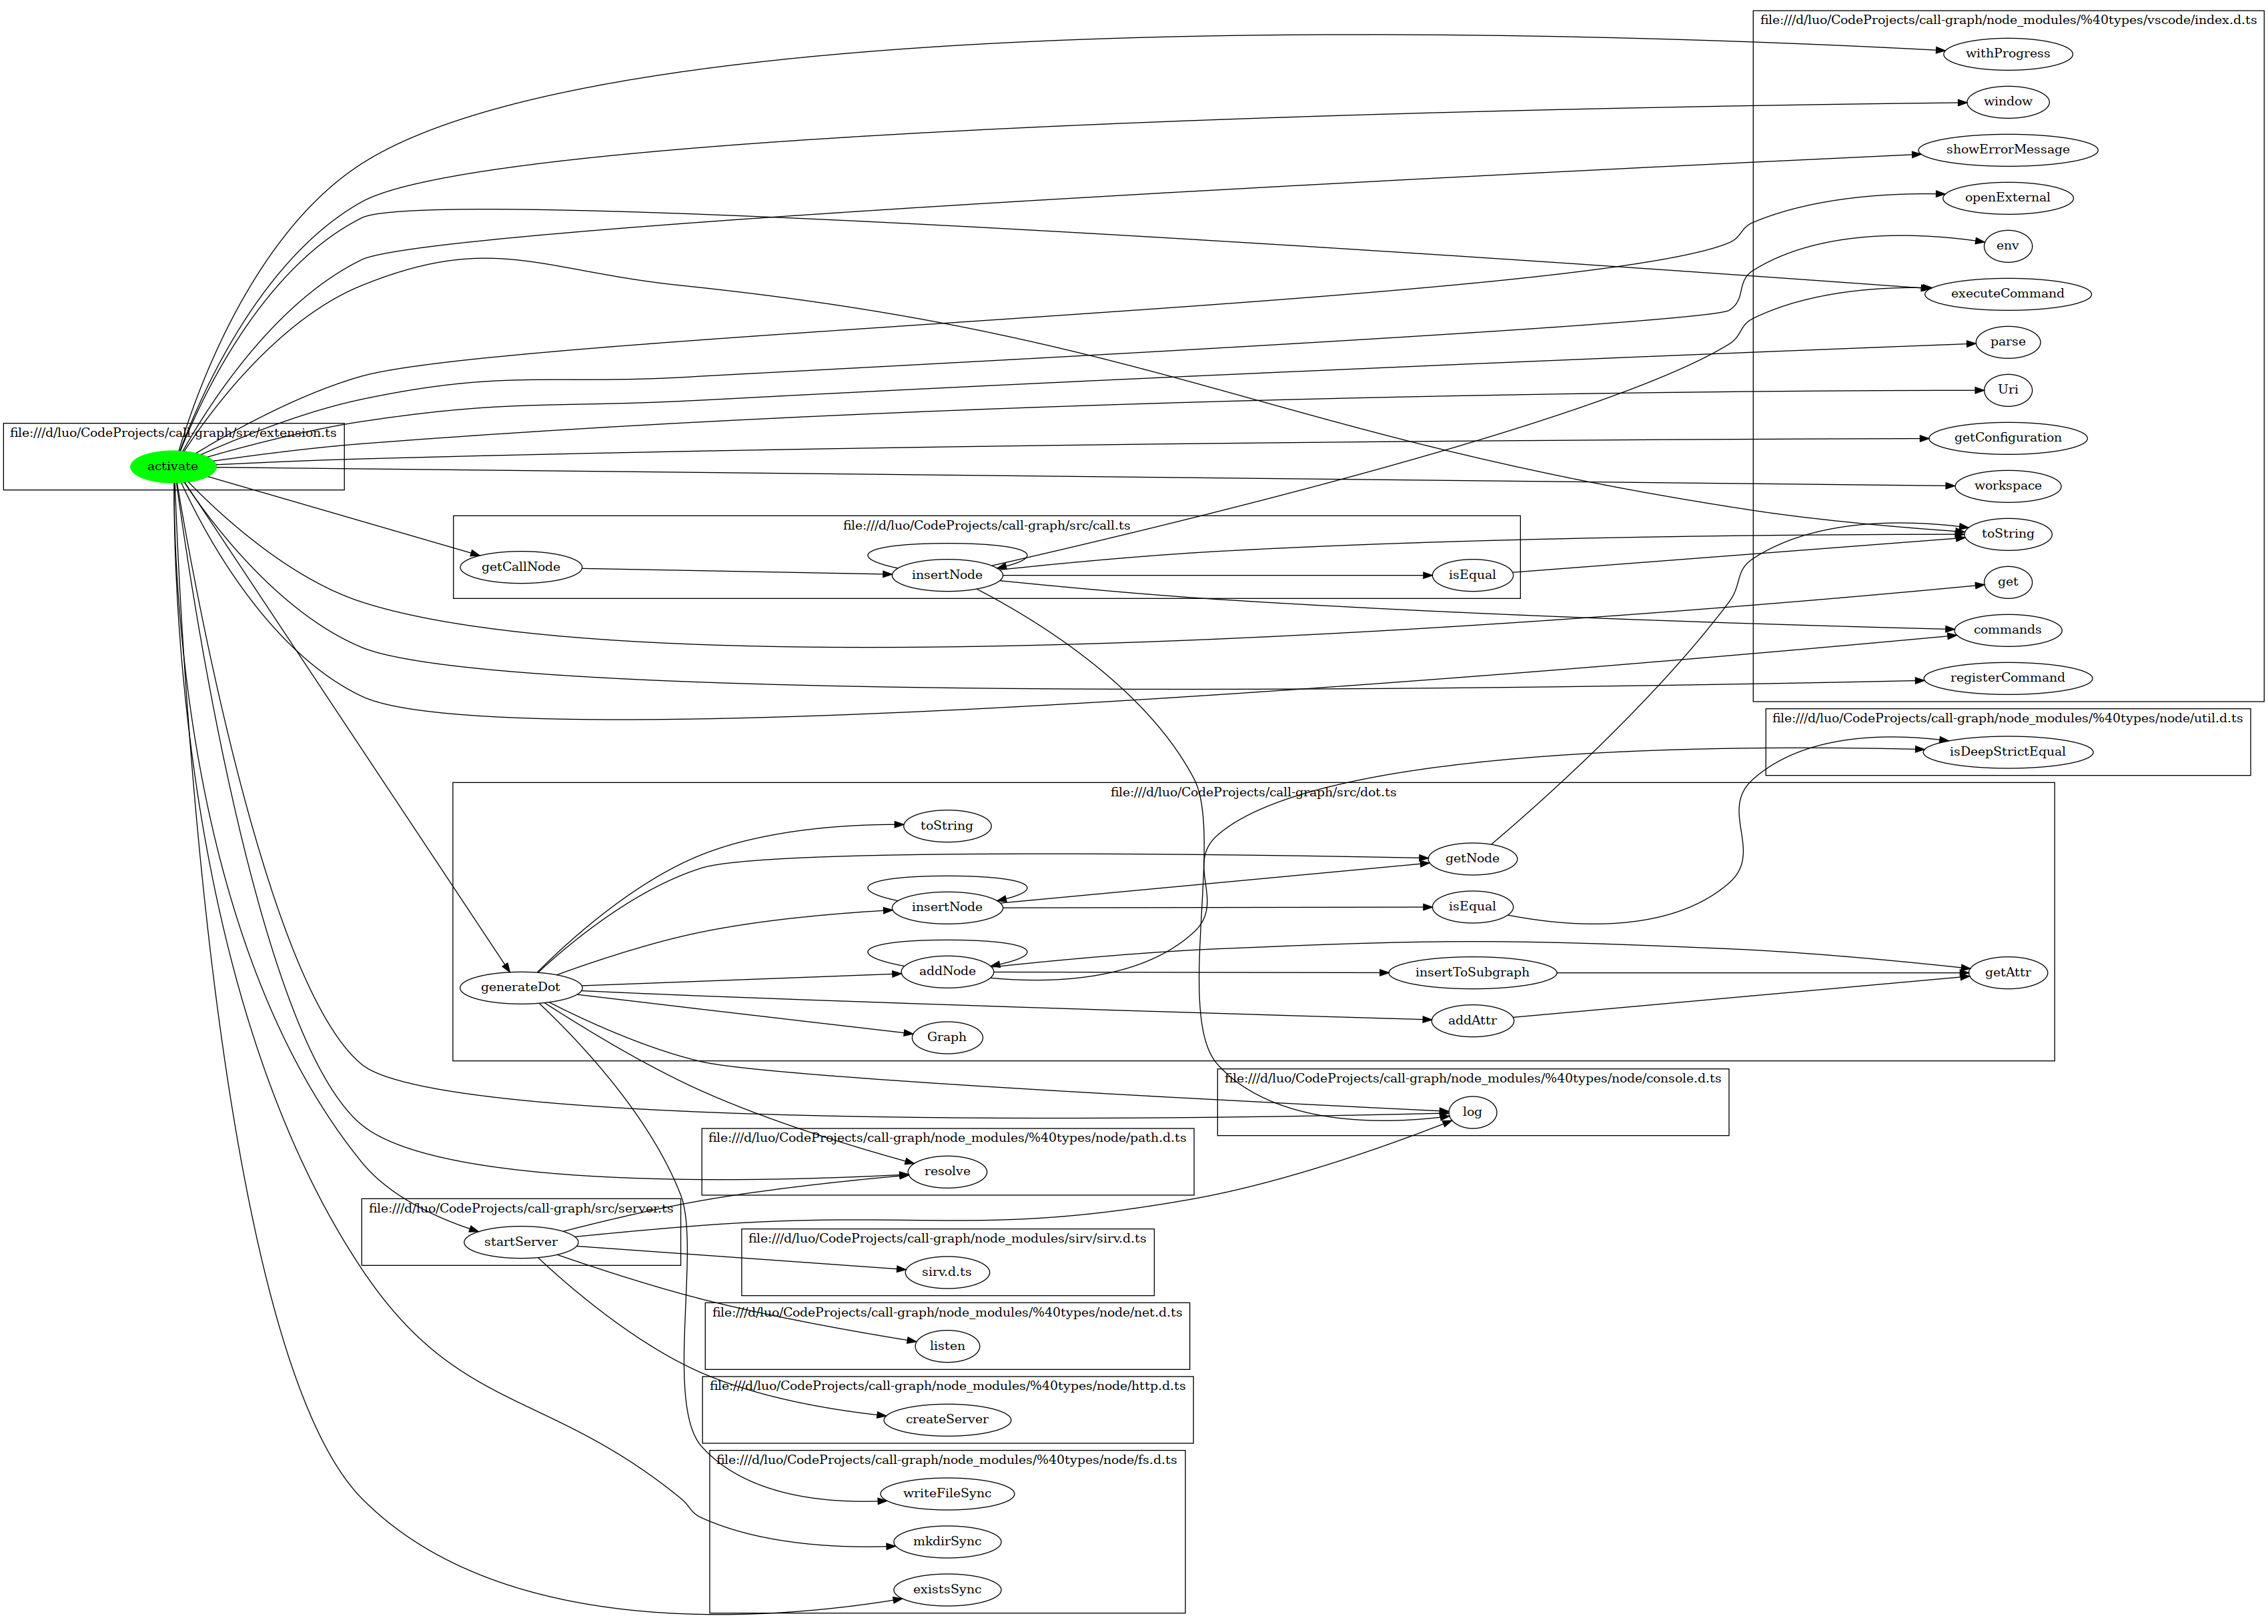 file:///d/luo/CodeProjects/call-graph/node_modules/%40types/vscode/index.d.ts
withProgress
window
showErrorMessage
openExternal
env
executeCommand
parse
Uri
getConfiguration
workspace
toString
get
commands
registerCommand
file:///d/luo/CodeProjects/call-graph/src/extension.ts
activate
file:///d/luo/CodeProjects/call-graph/src/call.ts
getCallNode
insertNode
isEqual
file:///d/luo/CodeProjects/call-graph/node_modules/%40types/node/util.d.ts
isDeepStrictEqual
file:///d/luo/CodeProjects/call-graph/src/dot.ts
toString
getNode
insertNode
isEqual
addNode
insertToSubgraph
getAttr
generateDot
addAttr
Graph
file:///d/luo/CodeProjects/call-graph/node_modules/%40types/node/console.d.ts
log
file:///d/luo/CodeProjects/call-graph/node_modules/%40types/node/path.d.ts
resolve
file:///d/luo/CodeProjects/call-graph/src/server.ts
startServer
file:///d/luo/CodeProjects/call-graph/node_modules/sirv/sirv.d.ts
sirv.d.ts
file:///d/luo/CodeProjects/call-graph/node_modules/%40types/node/net.d.ts
listen
file:///d/luo/CodeProjects/call-graph/node_modules/%40types/node/http.d.ts
createServer
file:///d/luo/CodeProjects/call-graph/node_modules/%40types/node/fs.d.ts
writeFileSync
mkdirSync
existsSync